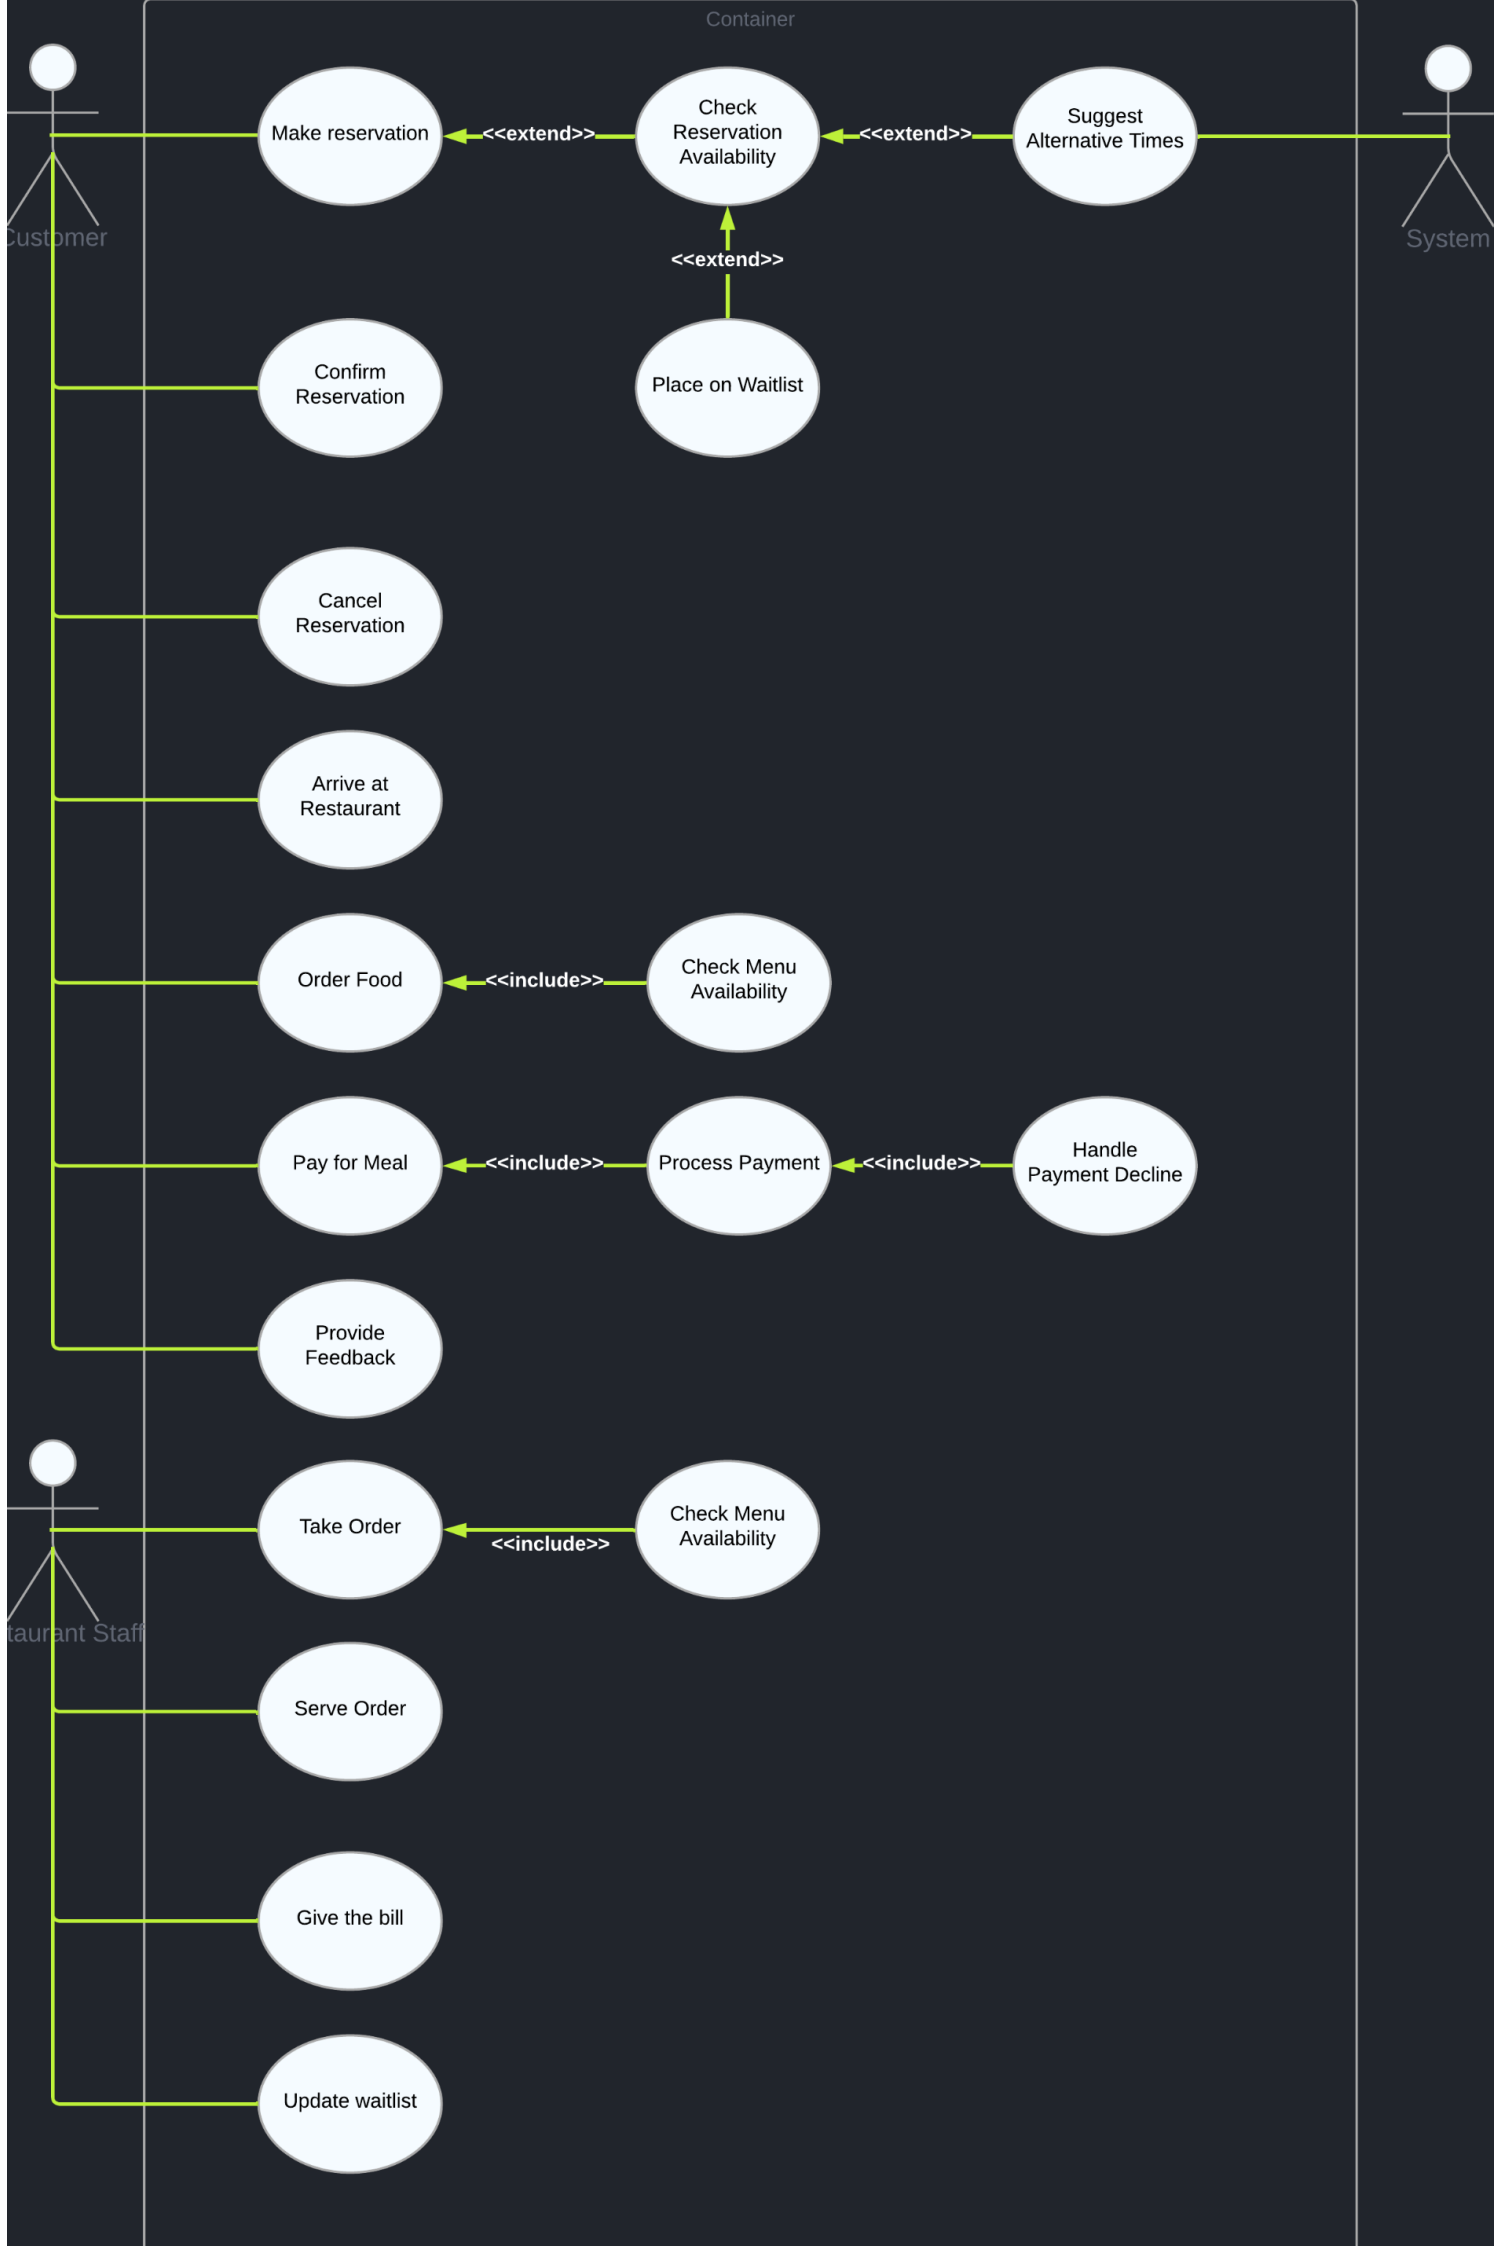 Container
Make reservation
<<extend>>
Check
Reservation
Availability
<<extend>>
Suggest
Alternative Times
Customer
System
<<extend>>
Confirm
Reservation
Place on Waitlist
Cancel
Reservation
Arrive at
Restaurant
Order Food
<<include>>
Check Menu
Availability
Pay for Meal
<<include>>
Process Payment
<<include>>
Handle
Payment Decline
Provide
Feedback
Take Order
<<include>>
Check Menu
Availability
taurant Staff
Serve Order
Give the bill
Update waitlist